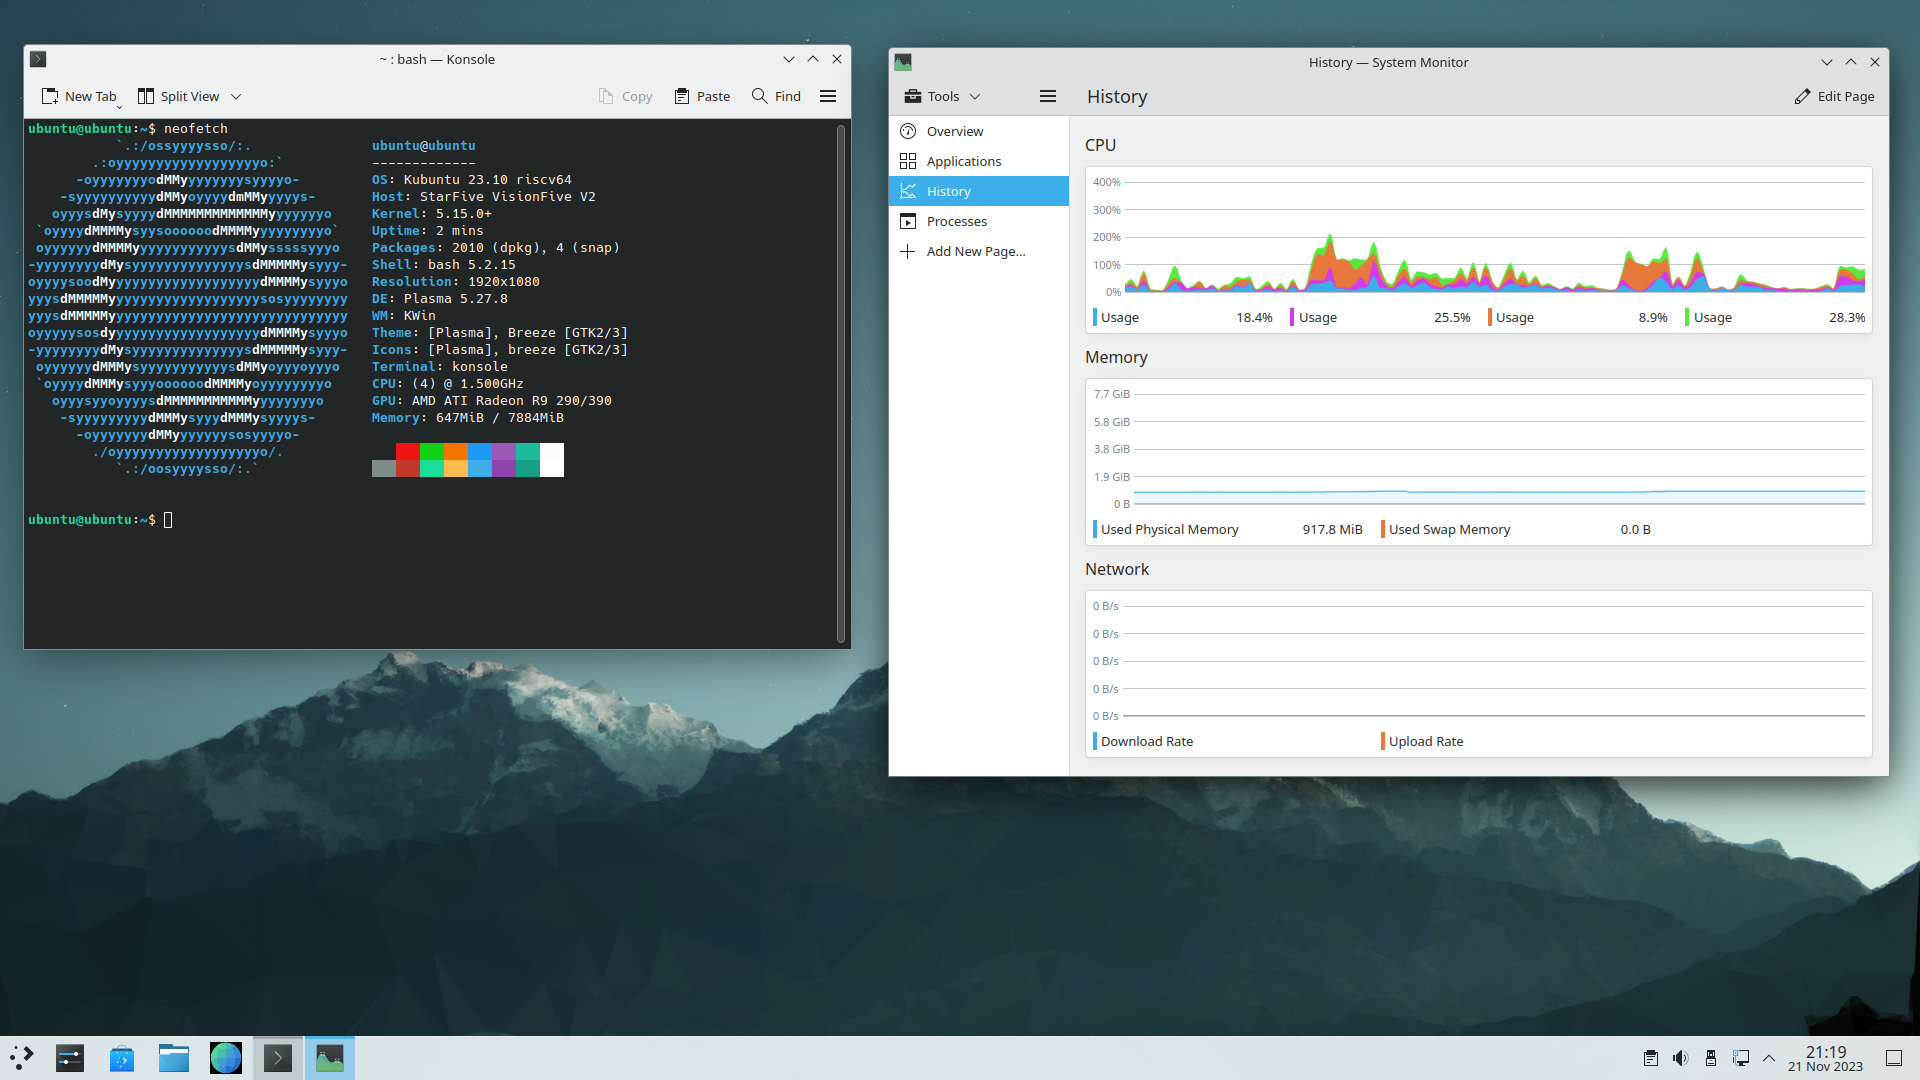 ~ : bash — Konsole
New Tab
Split View
Copy
Paste
Find
ubuntu@ubuntu:~$ neofetch
`.:/ossyyyysso/:.
.:oyyyyyyyyyyyyyyyyyyo:`
-oyyyyyyyodMMyyyyyyyysyyyyo-
-syyyyyyyyyydMMyoyyyydmMMyyyyys-
oyyysdMysyyyydMMMMMMMMMMMMMyyyyyyyo
`oyyyydMMMMysyysoooooodMMMMyyyyyyyyyo`
oyyyyyydMMMMyyyyyyyyyyyysdMMysssssyyyo
-yyyyyyyydMysyyyyyyyyyyyyyysdMMMMMysyyy-
oyyyysoodMyyyyyyyyyyyyyyyyyyydMMMMysyyyo
yyysdMMMMMyyyyyyyyyyyyyyyyyyysosyyyyyyyy
yyysdMMMMMyyyyyyyyyyyyyyyyyyyyyyyyyyyyyy
oyyyyysosdyyyyyyyyyyyyyyyyyyydMMMMysyyyo
-yyyyyyyydMysyyyyyyyyyyyyyysdMMMMMysyyy-
oyyyyyydMMMysyyyyyyyyyyysdMMyoyyyoyyyo
`oyyyydMMMysyyyoooooodMMMMyoyyyyyyyyo
oyyysyyoyyyysdMMMMMMMMMMMyyyyyyyyo
-syyyyyyyyydMMMysyyydMMMysyyyys-
-oyyyyyyydMMyyyyyyysosyyyyo-
./oyyyyyyyyyyyyyyyyyyo/.
`.:/oosyyyysso/:.`
ubuntu@ubuntu
-------------
OS: Kubuntu 23.10 riscv64
Host: StarFive VisionFive V2
Kernel: 5.15.0+
Uptime: 2 mins
Packages: 2010 (dpkg), 4 (snap)
Shell: bash 5.2.15
Resolution: 1920x1080
DE: Plasma 5.27.8
WM: KWin
Theme: [Plasma], Breeze [GTK2/3]
Icons: [Plasma], breeze [GTK2/3]
Terminal: konsole
CPU: (4) @ 1.500GHz
GPU: AMD ATI Radeon R9 290/390
Memory: 647MiB / 7884MiB
ubuntu@ubuntu:~$
History — System Monitor
Tools
History
Edit Page
Overview
Applications
History
Processes
Add New Page...
CPU
400%
300%
200%
100%
0%
Usage 18.4% Usage 25.5% Usage 8.9% Usage 28.3%
Memory
7.7 GiB
5.8 GiB
3.8 GiB
1.9 GiB
0 B
Used Physical Memory 917.8 MiB Used Swap Memory 0.0 B
Network
0 B/s
0 B/s
0 B/s
0 B/s
0 B/s
Download Rate Upload Rate
21:19
21 Nov 2023